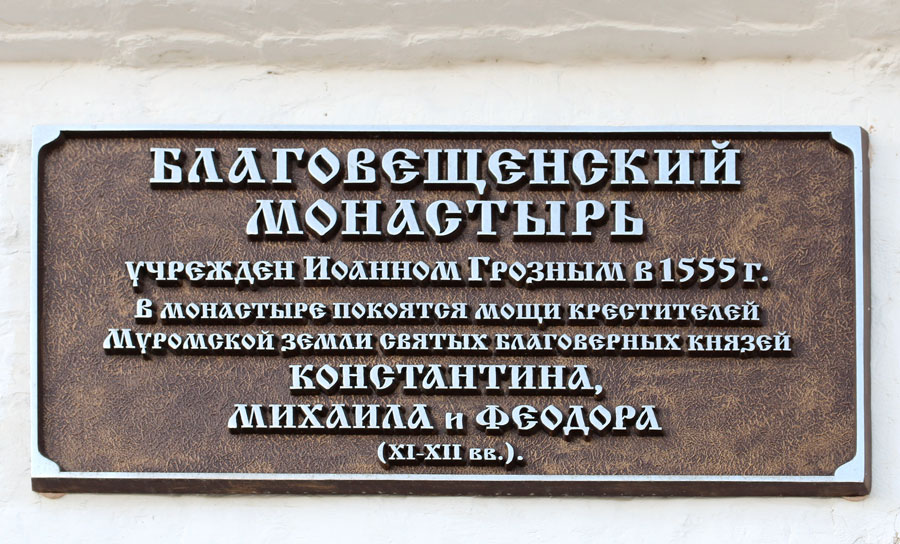 БЛАГОВЕЩЕНСКИЙ
МОНАСТЫРЬ
УЧРЕЖДЕН ИОАННОМ ГРОЗНЫМ В 1555 Г.
В МОНАСТЫРЕ ПОКОЯТСЯ МОЩИ КРЕСТИТЕЛЕЙ
МУРОМСКОЙ ЗЕМЛИ СВЯТЫХ БЛАГОВЕРНЫХ КНЯЗЕЙ
КОНСТАНТИНА,
МИХАИЛА И ФЕОДОРА
(XI-XII ВВ.).